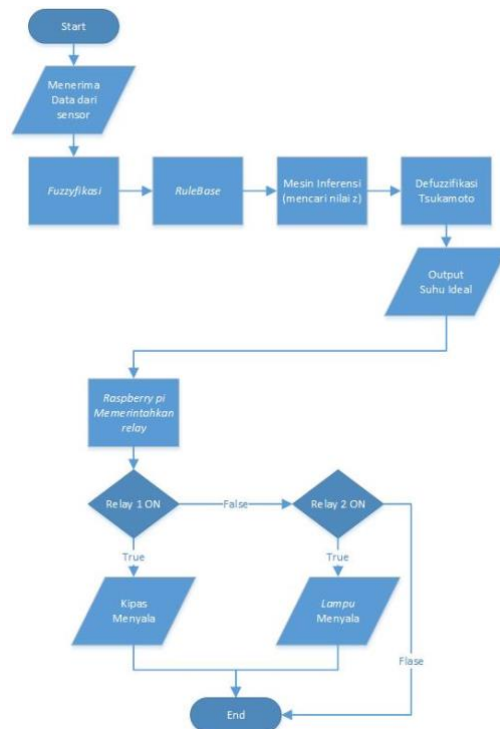 Start
Menerima
Data dari
sensor
Fuzzyfikasi
RuleBase
Mesin Inferensi
(mencari nilai z)
Defuzzifikasi
Tsukamoto
Output
Suhu Ideal
Raspberry pi
Memerintahkan
relay
Relay 1 ON
False
Relay 2 ON
True
True
Kipas
Menyala
Lampu
Menyala
Flase
End